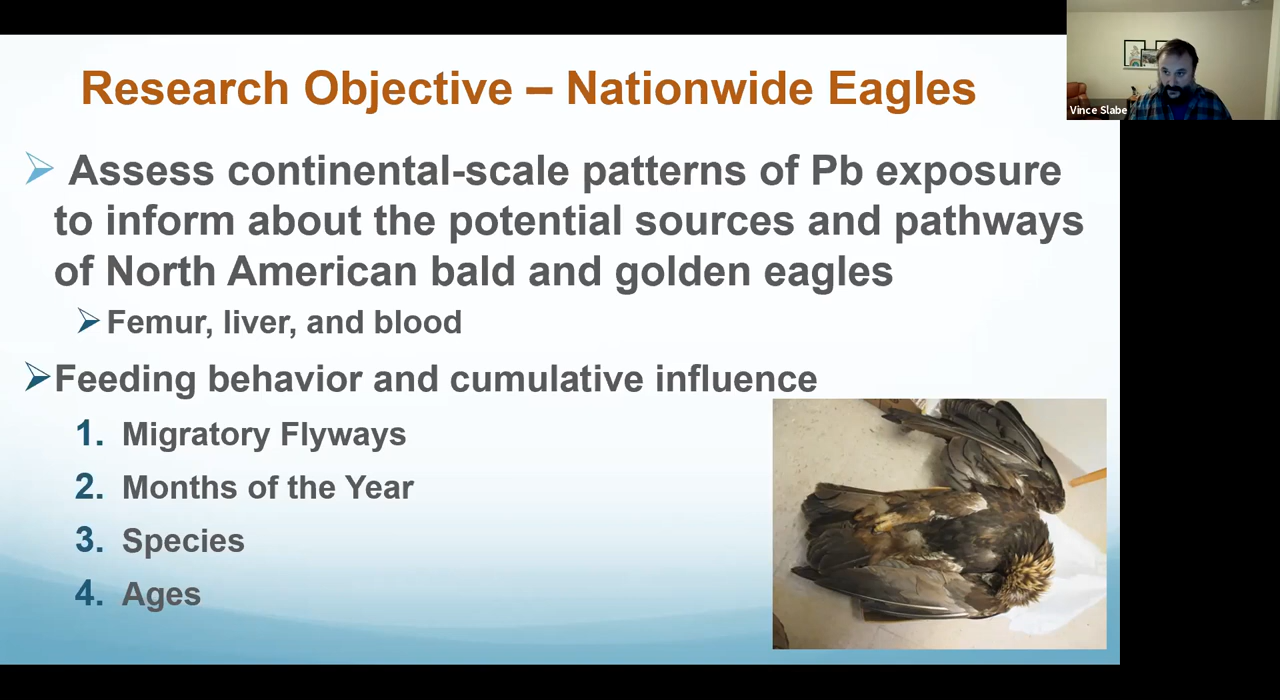 Research Objective – Nationwide Eagles
Vince Slabe
Assess continental-scale patterns of Pb exposure
to inform about the potential sources and pathways
of North American bald and golden eagles
Femur, liver, and blood
Feeding behavior and cumulative influence
1. Migratory Flyways
2. Months of the Year
3. Species
4. Ages